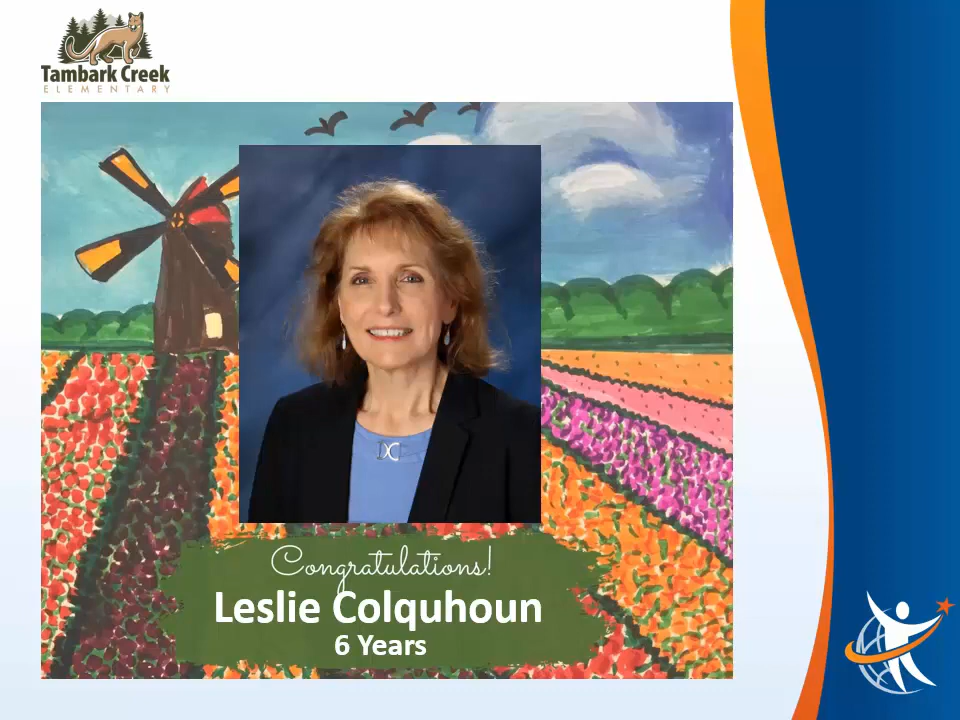 Tambark Creek
ELEMENTARY
Congratulations!
Leslie Colquhoun
6 Years